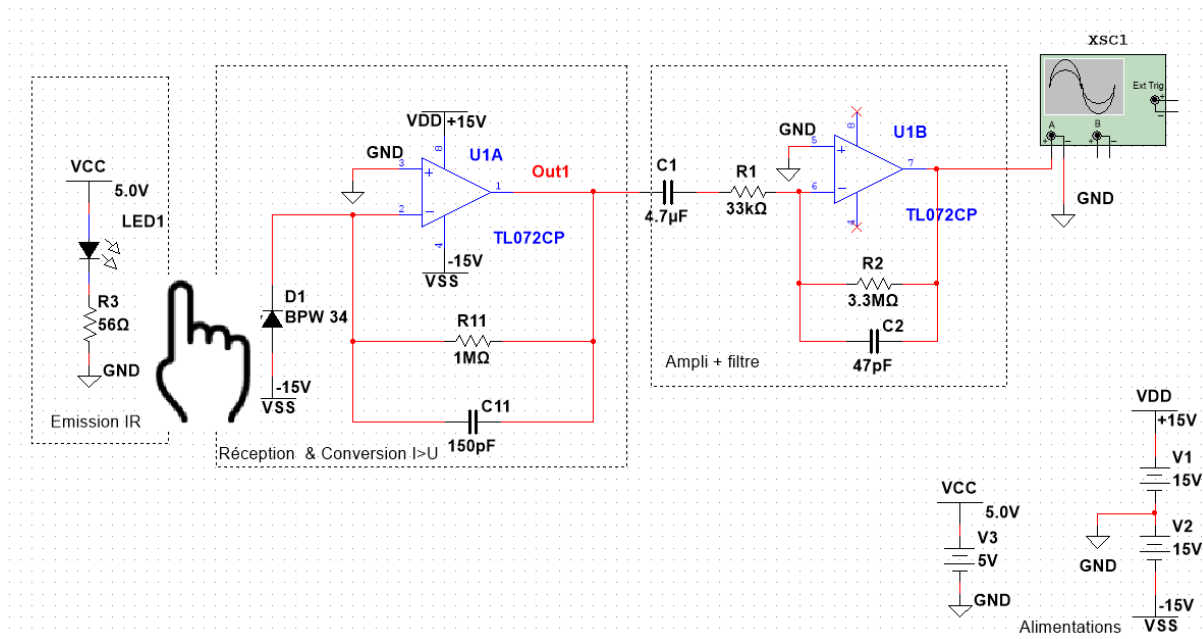 XSC1
Ext Trig
+
−
A
B
+ −
+ −
GND
VCC
5.0V
LED1
R3
56Ω
GND
Emission IR
VDD
+15V
8
GND
3
U1A
Out1
1
2
TL072CP
4
-15V
VSS
D1
BPW 34
-15V
VSS
R11
1MΩ
C11
150pF
Réception & Conversion I>U
C1
4.7µF
R1
33kΩ
GND
8
5
U1B
7
6
TL072CP
4
R2
3.3MΩ
C2
47pF
Ampli + filtre
VCC
5.0V
V3
5V
GND
VDD
+15V
V1
15V
V2
15V
GND
-15V
VSS
Alimentations